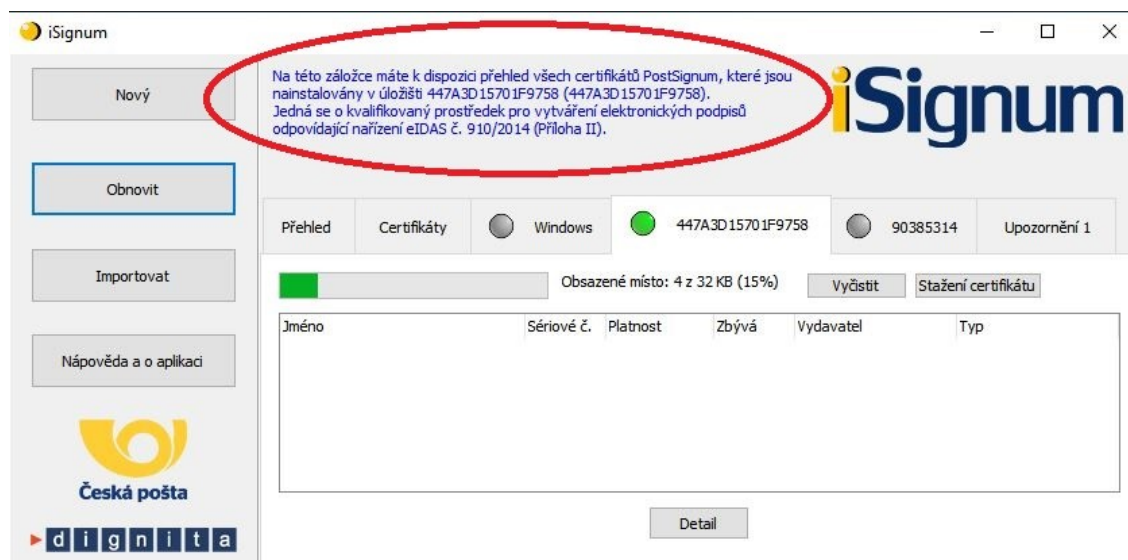 iSignum
Nový
Obnovit
Importovat
Nápověda a o aplikaci
Česká pošta
dignita
Na této záložce máte k dispozici přehled všech certifikátů PostSignum, které jsou
nainstalovány v úložišti 447A3D15701F9758 (447A3D15701F9758).
Jedná se o kvalifikovaný prostředek pro vytváření elektronických podpisů
odpovídající nařízení eIDAS č. 910/2014 (Příloha II).
iSignum
Přehled Certifikáty Windows 447A3D15701F9758 90385314 Upozornění 1
Obsazené místo: 4 z 32 KB (15%) Vyčistit Stažení certifikátu
Jméno Sériové č. Platnost Zbývá Vydavatel Typ
Detail